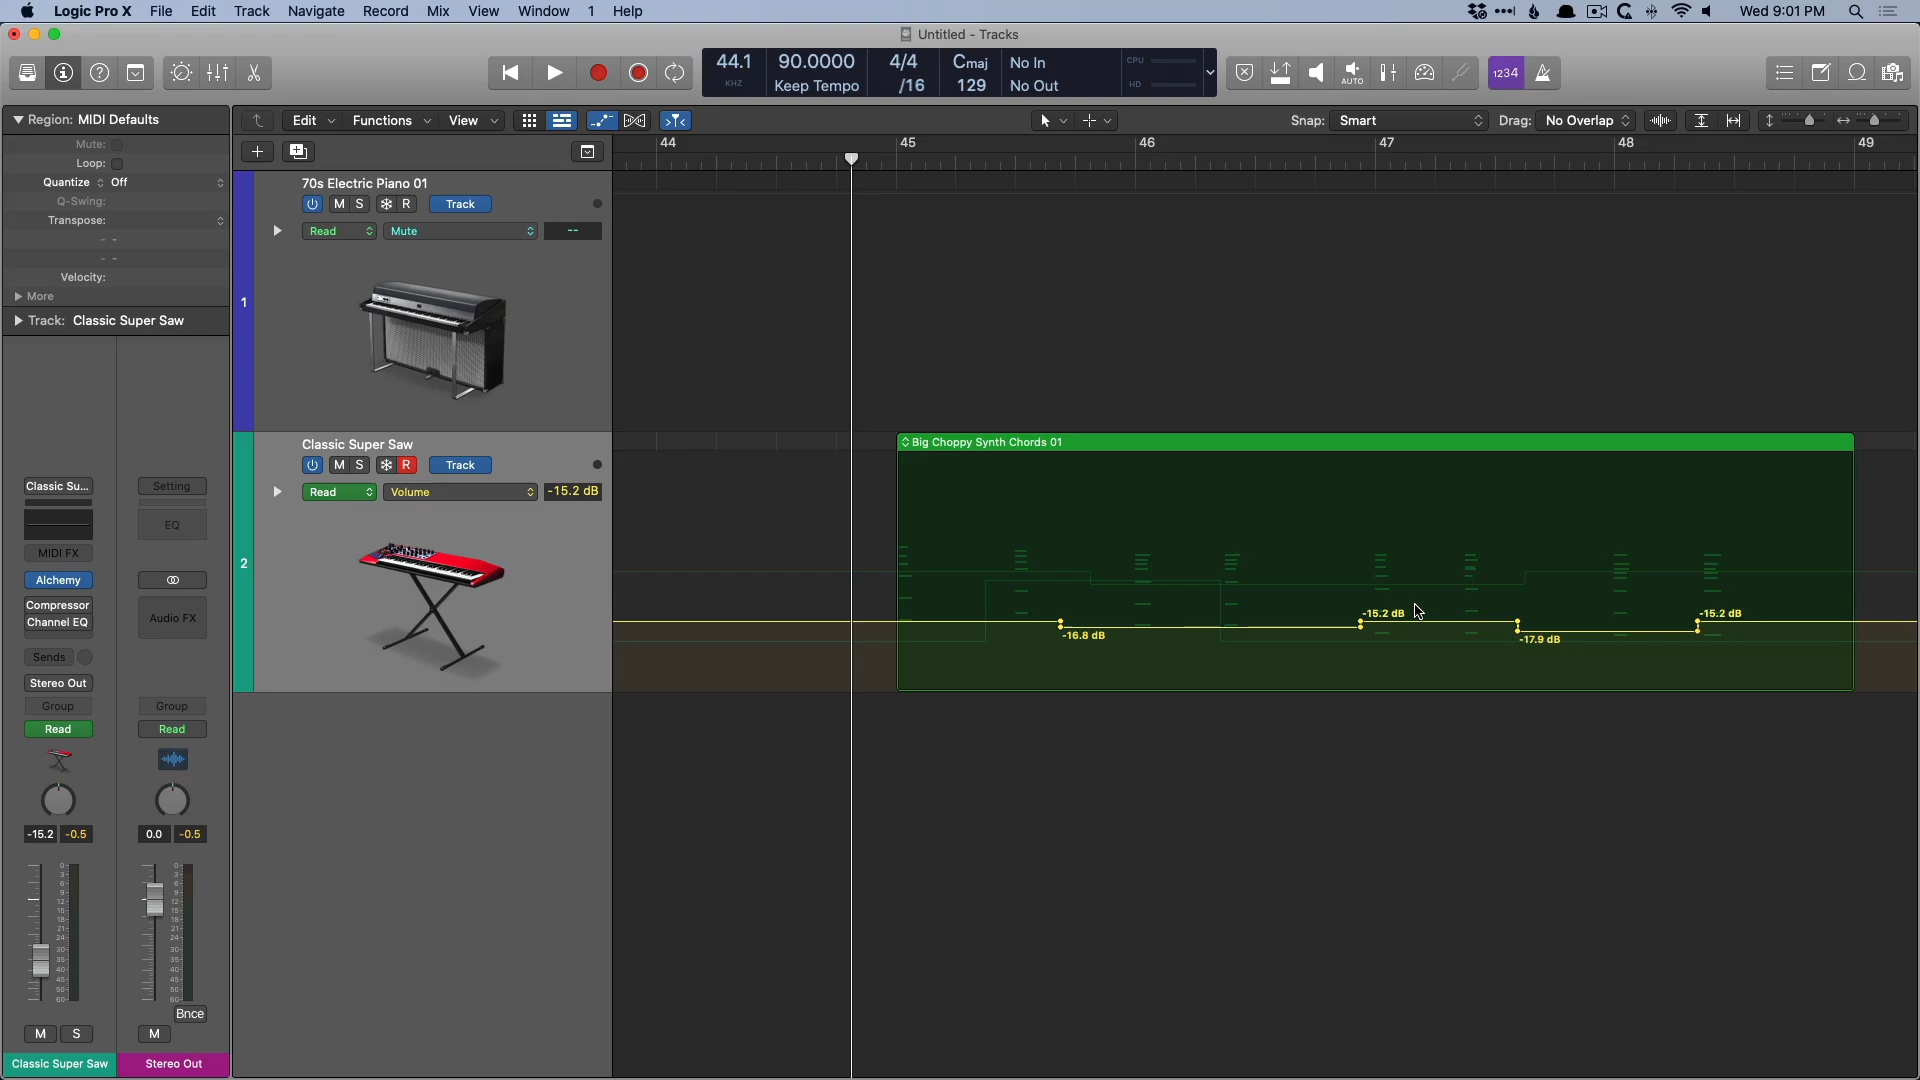 Logic Pro X File Edit Track Navigate Record Mix View Window 1 Help Wed 9:01 PM
Untitled - Tracks
44.1 90.0000 4/4 Cmaj No In CPU
KHZ Keep Tempo /16 129 No Out HD
AUTO
1234
Region: MIDI Defaults
Mute:
Loop:
Quantize Off
Q-Swing:
Transpose:
Velocity:
More
Track: Classic Super Saw
Edit Functions View Snap: Smart Drag: No Overlap
44 45 46 47 48 49
1
70s Electric Piano 01
M S R Track
Read Mute --
2
Classic Super Saw
M S R Track
Read Volume -15.2 dB
Big Choppy Synth Chords 01
-16.8 dB
-15.2 dB
-17.9 dB
-15.2 dB
Classic Su... Setting
EQ
MIDI FX
Alchemy
Compressor
Channel EQ Audio FX
Sends
Stereo Out
Group Group
Read Read
-15.2 -0.5 0.0 -0.5
Bnce
M S M
Classic Super Saw Stereo Out